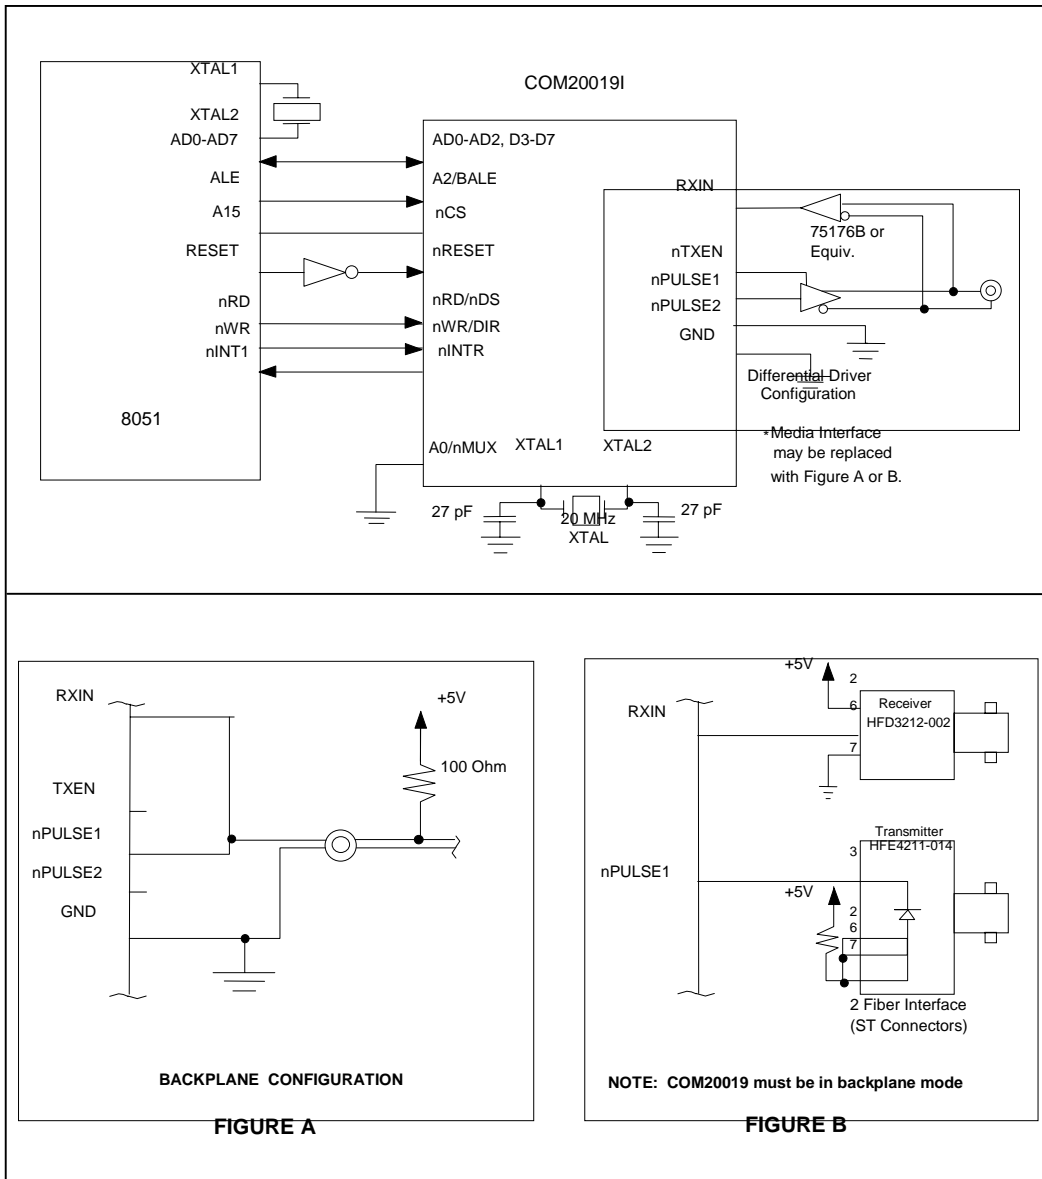 COM20019I
XTAL1
XTAL2
AD0-AD7
ALE
A15
RESET
nRD
nWR
nINT1
8051
AD0-AD2, D3-D7
A2/BALE
nCS
nRESET
nRD/nDS
nWR/DIR
nINTR
A0/nMUX
XTAL1
XTAL2
RXIN
nTXEN
nPULSE1
nPULSE2
GND
75176B or
Equiv.
Differential Driver
Configuration
*Media Interface
may be replaced
with Figure A or B.
27 pF
20 MHz
XTAL
27 pF
RXIN
TXEN
nPULSE1
nPULSE2
GND
+5V
100 Ohm
BACKPLANE CONFIGURATION
FIGURE A
+5V
2
6
7
Receiver
HFD3212-002
RXIN
Transmitter
HFE4211-014
3
nPULSE1
+5V
2
6
7
2 Fiber Interface
(ST Connectors)
NOTE: COM20019 must be in backplane mode
FIGURE B